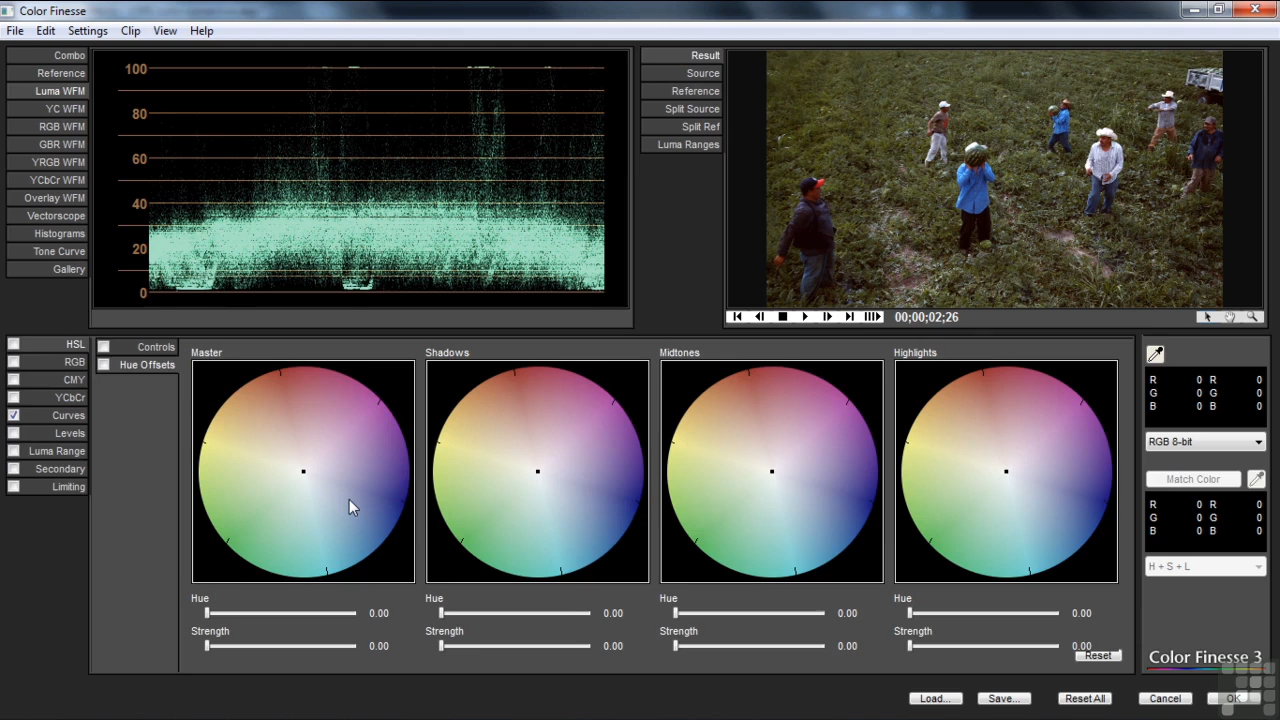 Color Finesse
File Edit Settings Clip View Help
Combo
Reference
Luma WFM
YC WFM
RGB WFM
GBR WFM
YRGB WFM
YCbCr WFM
Overlay WFM
Vectorscope
Histograms
Tone Curve
Gallery
100
80
60
40
20
0
Result
Source
Reference
Split Source
Split Ref
Luma Ranges
00;00;02;26
HSL
RGB
CMY
YCbCr
Curves
Levels
Luma Range
Secondary
Limiting
Controls
Hue Offsets
Master Shadows Midtones Highlights
Hue Hue Hue Hue
0.00 0.00 0.00 0.00
Strength Strength Strength Strength
0.00 0.00 0.00 0.00
Reset
R 0 R 0
G 0 G 0
B 0 B 0
RGB 8-bit
Match Color
R 0 R 0
G 0 G 0
B 0 B 0
H + S + L
Color Finesse 3
Load... Save... Reset All Cancel OK